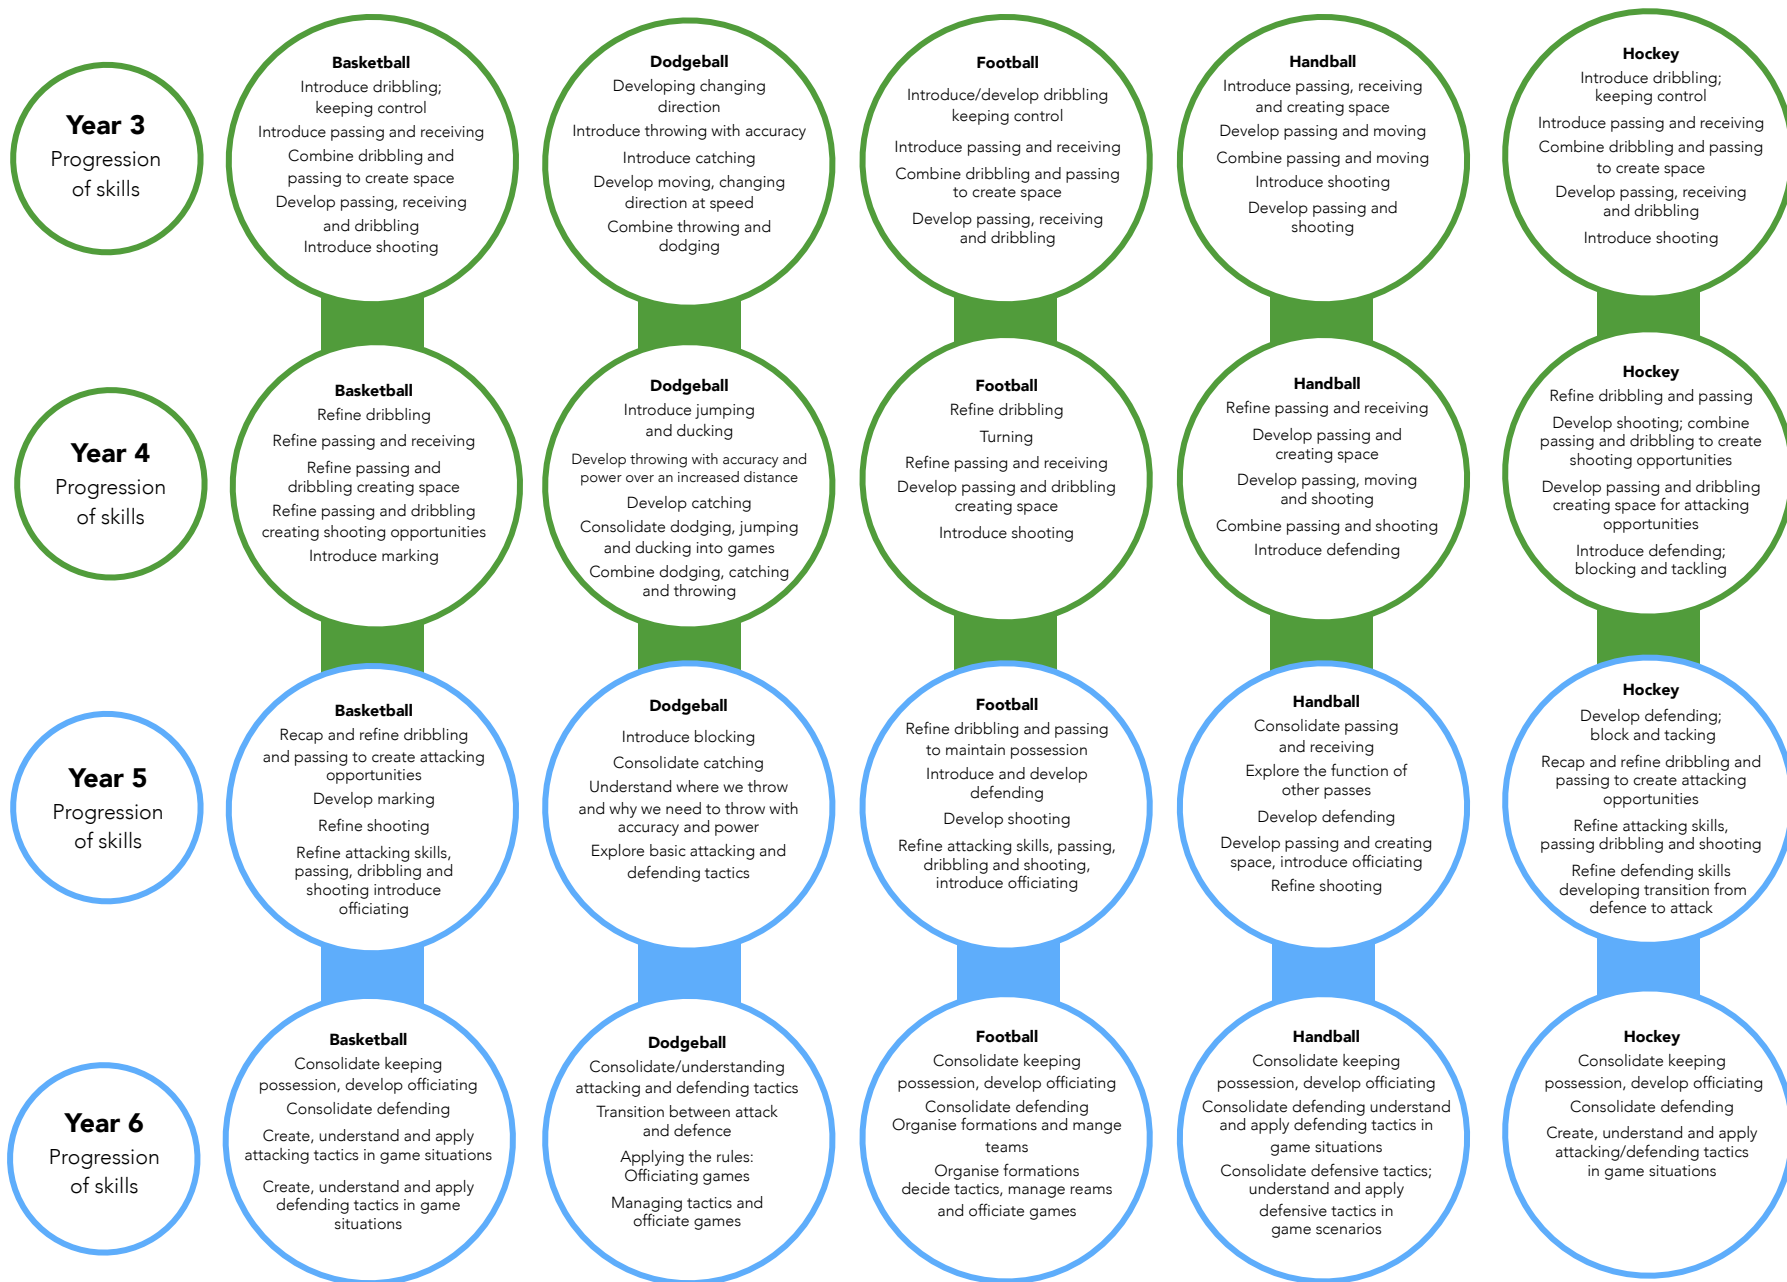 Year 3
Progression
of skills
Basketball
Introduce dribbling;
keeping control
Introduce passing and receiving
Combine dribbling and
passing to create space
Develop passing, receiving
and dribbling
Introduce shooting
Dodgeball
Developing changing
direction
Introduce throwing with accuracy
Introduce catching
Develop moving, changing
direction at speed
Combine throwing and
dodging
Football
Introduce/develop dribbling
keeping control
Introduce passing and receiving
Combine dribbling and passing
to create space
Develop passing, receiving
and dribbling
Handball
Introduce passing, receiving
and creating space
Develop passing and moving
Combine passing and moving
Introduce shooting
Develop passing and
shooting
Hockey
Introduce dribbling;
keeping control
Introduce passing and receiving
Combine dribbling and passing
to create space
Develop passing, receiving
and dribbling
Introduce shooting
Year 4
Progression
of skills
Basketball
Refine dribbling
Refine passing and receiving
Refine passing and
dribbling creating space
Refine passing and dribbling
creating shooting opportunities
Introduce marking
Dodgeball
Introduce jumping
and ducking
Develop throwing with accuracy and
power over an increased distance
Develop catching
Consolidate dodging, jumping
and ducking into games
Combine dodging, catching
and throwing
Football
Refine dribbling
Turning
Refine passing and receiving
Develop passing and dribbling
creating space
Introduce shooting
Handball
Refine passing and receiving
Develop passing and
creating space
Develop passing, moving
and shooting
Combine passing and shooting
Introduce defending
Hockey
Refine dribbling and passing
Develop shooting; combine
passing and dribbling to create
shooting opportunities
Develop passing and dribbling
creating space for attacking
opportunities
Introduce defending;
blocking and tackling
Year 5
Progression
of skills
Basketball
Recap and refine dribbling
and passing to create attacking
opportunities
Develop marking
Refine shooting
Refine attacking skills,
passing, dribbling and
shooting introduce
officiating
Dodgeball
Introduce blocking
Consolidate catching
Understand where we throw
and why we need to throw with
accuracy and power
Explore basic attacking and
defending tactics
Football
Refine dribbling and passing
to maintain possession
Introduce and develop
defending
Develop shooting
Refine attacking skills, passing,
dribbling and shooting,
introduce officiating
Handball
Consolidate passing
and receiving
Explore the function of
other passes
Develop defending
Develop passing and creating
space, introduce officiating
Refine shooting
Hockey
Develop defending;
block and tacking
Recap and refine dribbling and
passing to create attacking
opportunities
Refine attacking skills,
passing dribbling and shooting
Refine defending skills
developing transition from
defence to attack
Year 6
Progression
of skills
Basketball
Consolidate keeping
possession, develop officiating
Consolidate defending
Create, understand and apply
attacking tactics in game situations
Create, understand and apply
defending tactics in game
situations
Dodgeball
Consolidate/understanding
attacking and defending tactics
Transition between attack
and defence
Applying the rules:
Officiating games
Managing tactics and
officiate games
Football
Consolidate keeping
possession, develop officiating
Consolidate defending
Organise formations and mange
teams
Organise formations
decide tactics, manage reams
and officiate games
Handball
Consolidate keeping
possession, develop officiating
Consolidate defending understand
and apply defending tactics in
game situations
Consolidate defensive tactics;
understand and apply
defensive tactics in
game scenarios
Hockey
Consolidate keeping
possession, develop officiating
Consolidate defending
Create, understand and apply
attacking/defending tactics
in game situations